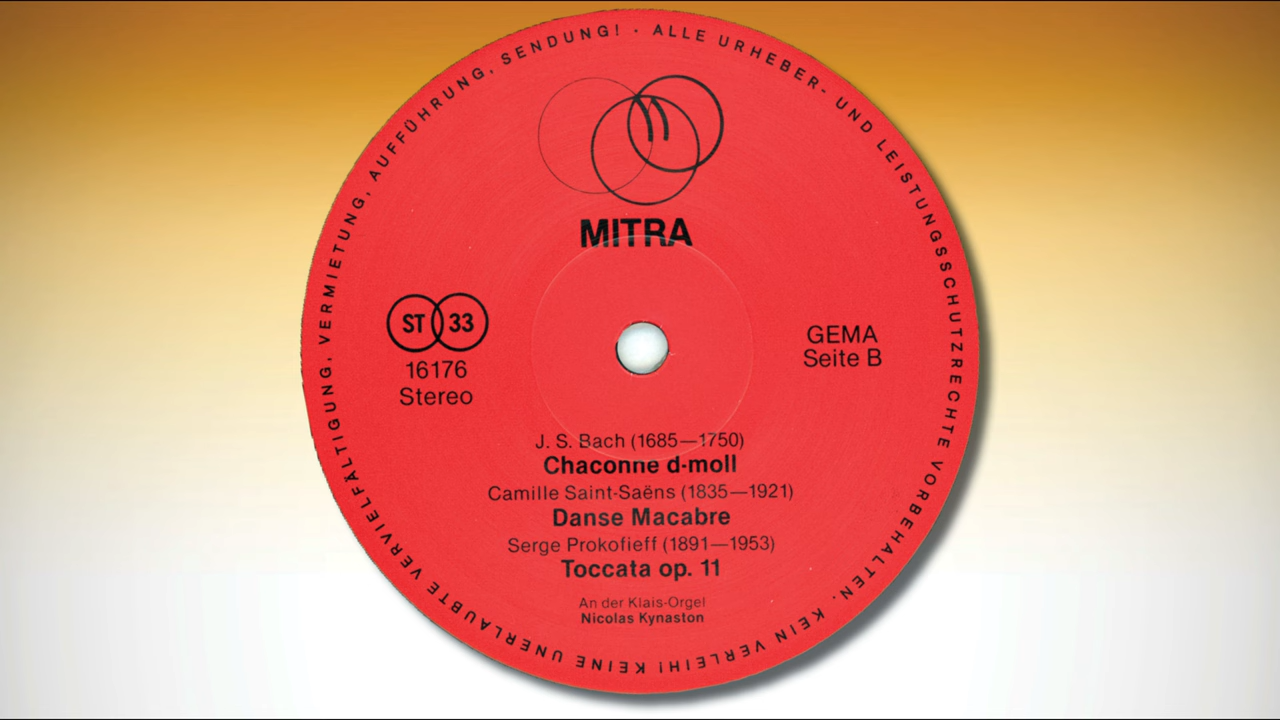 ALLE URHEBER- UND LEISTUNGSSCHUTZRECHTE VORBEHALTEN. KEIN VERLEIH! KEINE UNERLAUBTE VERVIELFÄLTIGUNG, VERMIETUNG, AUFFÜHRUNG, SENDUNG! ·
MITRA
ST 33
16176
Stereo
GEMA
Seite B
J. S. Bach (1685—1750)
Chaconne d-moll
Camille Saint-Saëns (1835—1921)
Danse Macabre
Serge Prokofieff (1891—1953)
Toccata op. 11
An der Klais-Orgel
Nicolas Kynaston